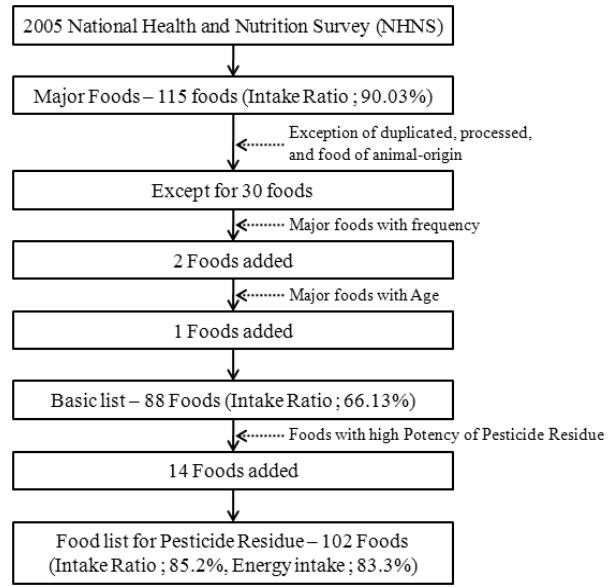 2005 National Health and Nutrition Survey (NHNS)
Major Foods – 115 foods (Intake Ratio ; 90.03%)
Exception of duplicated, processed,
and food of animal-origin
Except for 30 foods
Major foods with frequency
2 Foods added
Major foods with Age
1 Foods added
Basic list – 88 Foods (Intake Ratio ; 66.13%)
Foods with high Potency of Pesticide Residue
14 Foods added
Food list for Pesticide Residue – 102 Foods
(Intake Ratio ; 85.2%, Energy intake ; 83.3%)